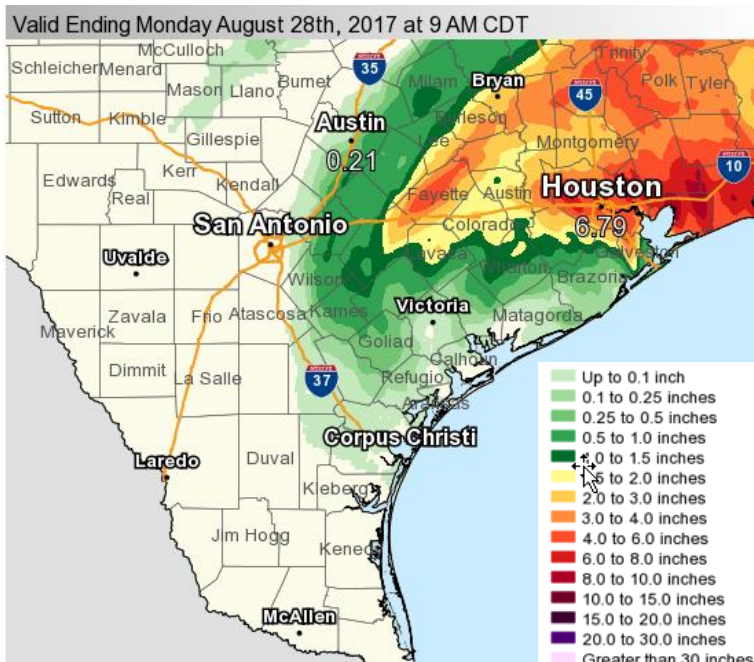 Valid Ending Monday August 28th, 2017 at 9 AM CDT
McCulloch
Schleicher Menard
Mason Llano
Burnet
35
Milam
Bryan
45
Trinity
Polk Tyler
Sutton
Kimble
Austin
Burleson
Lee
Montgomery
Gillespie
0.21
10
Edwards
Kerr
Real
Kendall
Fayette
Austin
Houston
San Antonio
Colorado
6.79
Uvalde
Lavaca
Wharton
Galveston
Wilson
Brazoria
Maverick
Zavala
Frio Atascosa
Karnes
Victoria
Matagorda
Dimmit
La Salle
37
Goliad
Calhoun
Refugio
Aransas
Corpus Christi
Laredo
Duval
Kleberg
Jim Hogg
Kenedy
McAllen
Up to 0.1 inch
0.1 to 0.25 inches
0.25 to 0.5 inches
0.5 to 1.0 inches
.0 to 1.5 inches
.5 to 2.0 inches
2.0 to 3.0 inches
3.0 to 4.0 inches
4.0 to 6.0 inches
6.0 to 8.0 inches
8.0 to 10.0 inches
10.0 to 15.0 inches
15.0 to 20.0 inches
20.0 to 30.0 inches
Greater than 30 inches